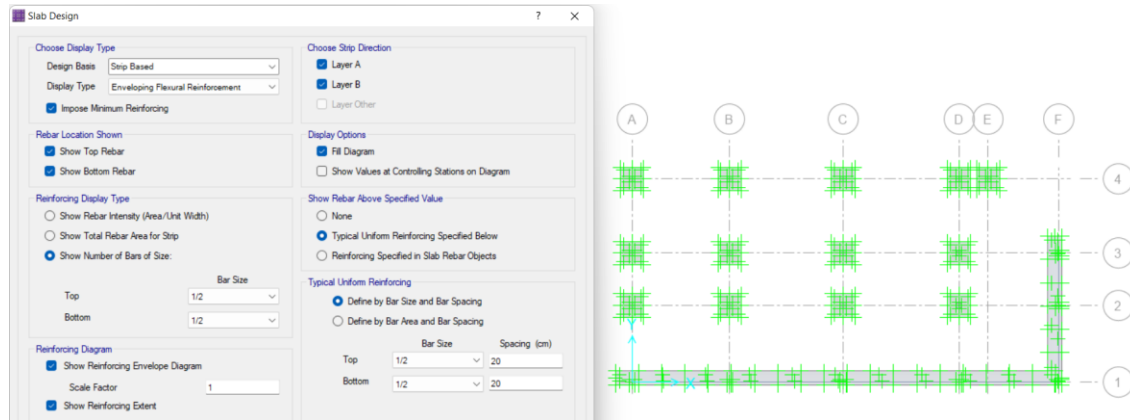 Slab Design
? ×
Choose Display Type
Design Basis Strip Based
Display Type Enveloping Flexural Reinforcement
Impose Minimum Reinforcing
Rebar Location Shown
Show Top Rebar
Show Bottom Rebar
Reinforcing Display Type
Show Rebar Intensity (Area/Unit Width)
Show Total Rebar Area for Strip
Show Number of Bars of Size:
Bar Size
Top 1/2
Bottom 1/2
Reinforcing Diagram
Show Reinforcing Envelope Diagram
Scale Factor 1
Show Reinforcing Extent
Choose Strip Direction
Layer A
Layer B
Layer Other
Display Options
Fill Diagram
Show Values at Controlling Stations on Diagram
Show Rebar Above Specified Value
None
Typical Uniform Reinforcing Specified Below
Reinforcing Specified in Slab Rebar Objects
Typical Uniform Reinforcing
Define by Bar Size and Bar Spacing
Define by Bar Area and Bar Spacing
Bar Size Spacing (cm)
Top 1/2 20
Bottom 1/2 20
A B C D E F
4
3
2
Y
X
1